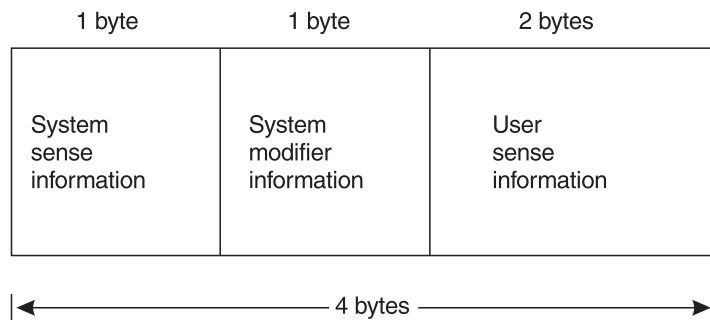 1 byte
1 byte
2 bytes
System
sense
information
System
modifier
information
User
sense
information
4 bytes